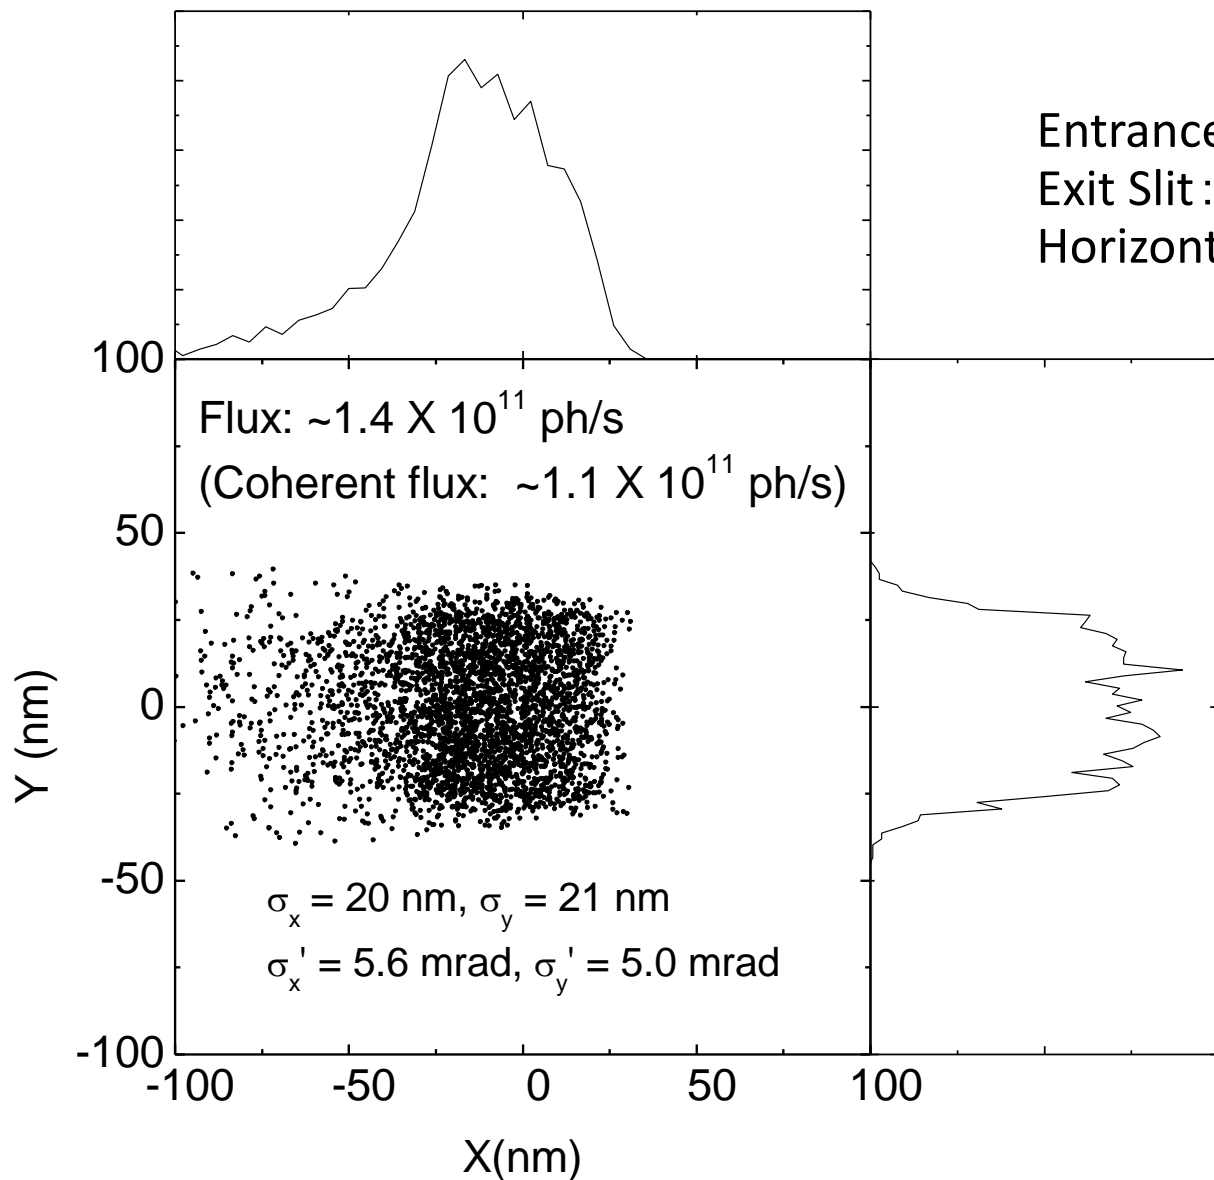 Entrance
Exit Slit :
Horizont
100
Flux: ~1.4 X 10^11 ph/s
(Coherent flux: ~1.1 X 10^11 ph/s)
50
0
-50
-100
Y (nm)
σx = 20 nm, σy = 21 nm
σx' = 5.6 mrad, σy' = 5.0 mrad
-100 -50 0 50 100
X(nm)